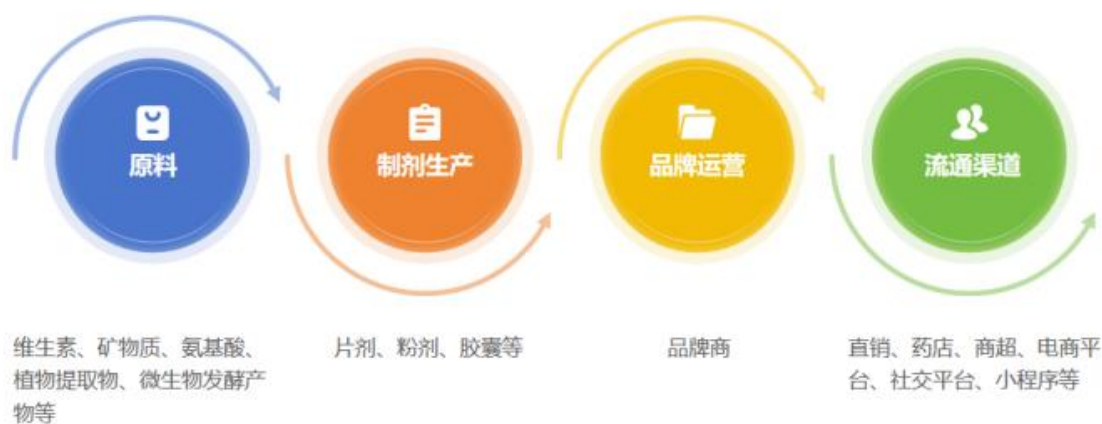 原料
制剂生产
品牌运营
流通渠道
维生素、矿物质、氨基酸、
植物提取物、微生物发酵产
物等
片剂、粉剂、胶囊等
品牌商
直销、药店、商超、电商平
台、社交平台、小程序等